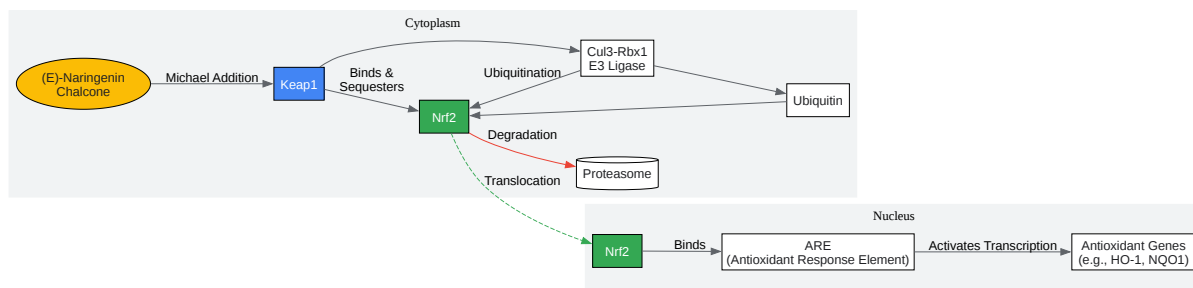 Cytoplasm
(E)-Naringenin
Chalcone
Michael Addition
Keap1
Binds &
Sequesters
Cul3-Rbx1
E3 Ligase
Ubiquitination
Ubiquitin
Nrf2
Degradation
Proteasome
Translocation
Nucleus
Nrf2
Binds
ARE
(Antioxidant Response Element)
Activates Transcription
Antioxidant Genes
(e.g., HO-1, NQO1)